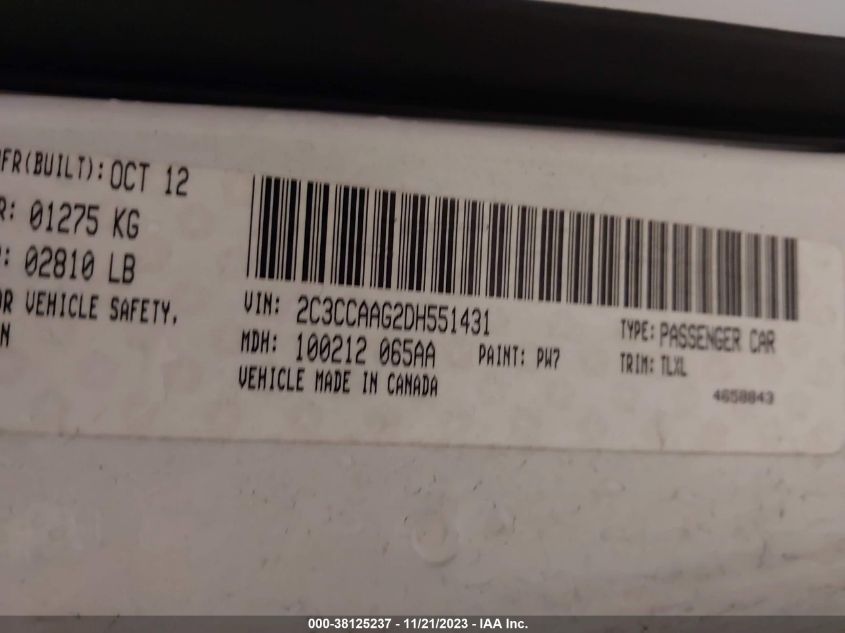 MFR(BUILT): OCT 12
R: 01275 KG
P: 02810 LB
OR VEHICLE SAFETY,
N
VIN: 2C3CCAAG2DH551431
MDH: 100212 065AA
PAINT: PW7
VEHICLE MADE IN CANADA
TYPE: PASSENGER CAR
TRIM: TLXL
4658843
000-38125237 - 11/21/2023 - IAA Inc.